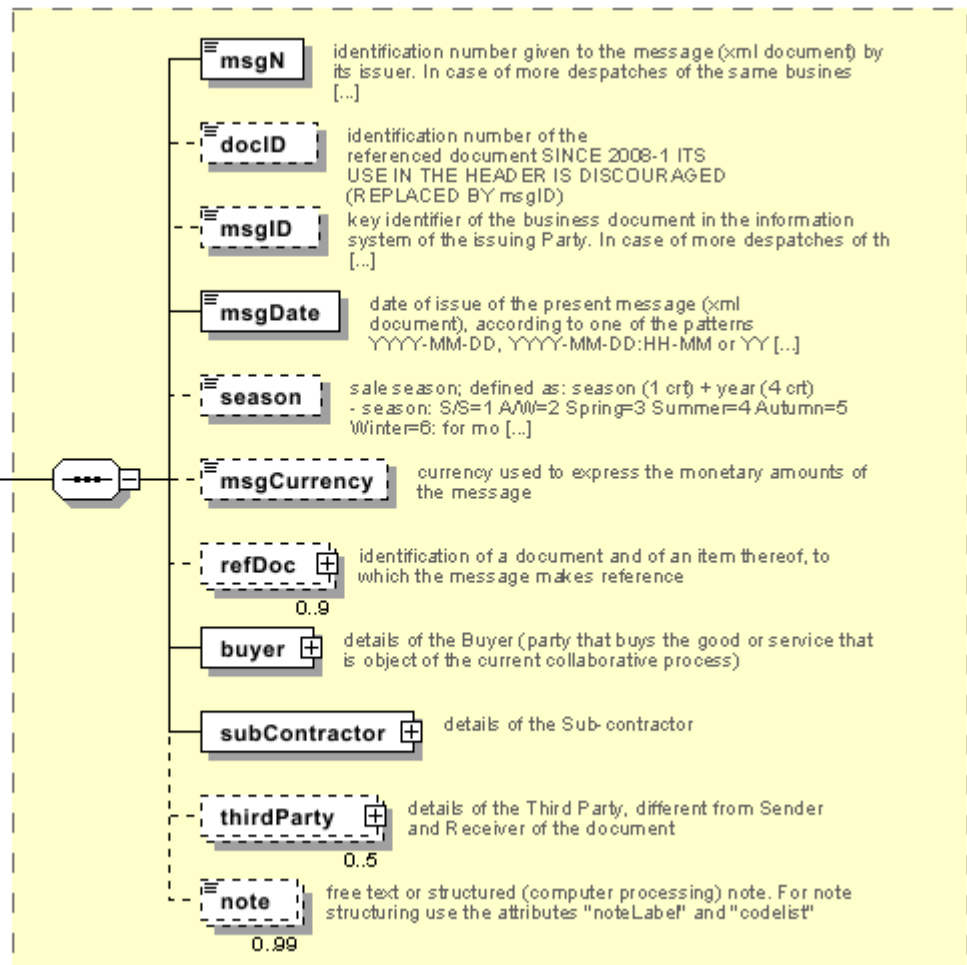 msgN
identification number given to the message (xml document) by
its issuer. In case of more despatches of the same busines
[...]
docID
identification number of the
referenced document SINCE 2008-1 ITS
USE IN THE HEADER IS DISCOURAGED
(REPLACED BY msgID)
msgID
key identifier of the business document in the information
system of the issuing Party. In case of more despatches of th
[...]
msgDate
date of issue of the present message (xml
document), according to one of the patterns
YYYY-MM-DD, YYYY-MM-DD:HH-MM or YY [...]
season
sale season; defined as: season (1 crt) + year (4 crt)
- season: S/S=1 A/W=2 Spring=3 Summer=4 Autumn=5
Winter=6: for mo [...]
msgCurrency
currency used to express the monetary amounts of
the message
refDoc
identification of a document and of an item thereof, to
which the message makes reference
0..9
buyer
details of the Buyer (party that buys the good or service that
is object of the current collaborative process)
subContractor
details of the Sub-contractor
thirdParty
details of the Third Party, different from Sender
and Receiver of the document
0..5
note
free text or structured (computer processing) note. For note
structuring use the attributes "noteLabel" and "codelist"
0..99